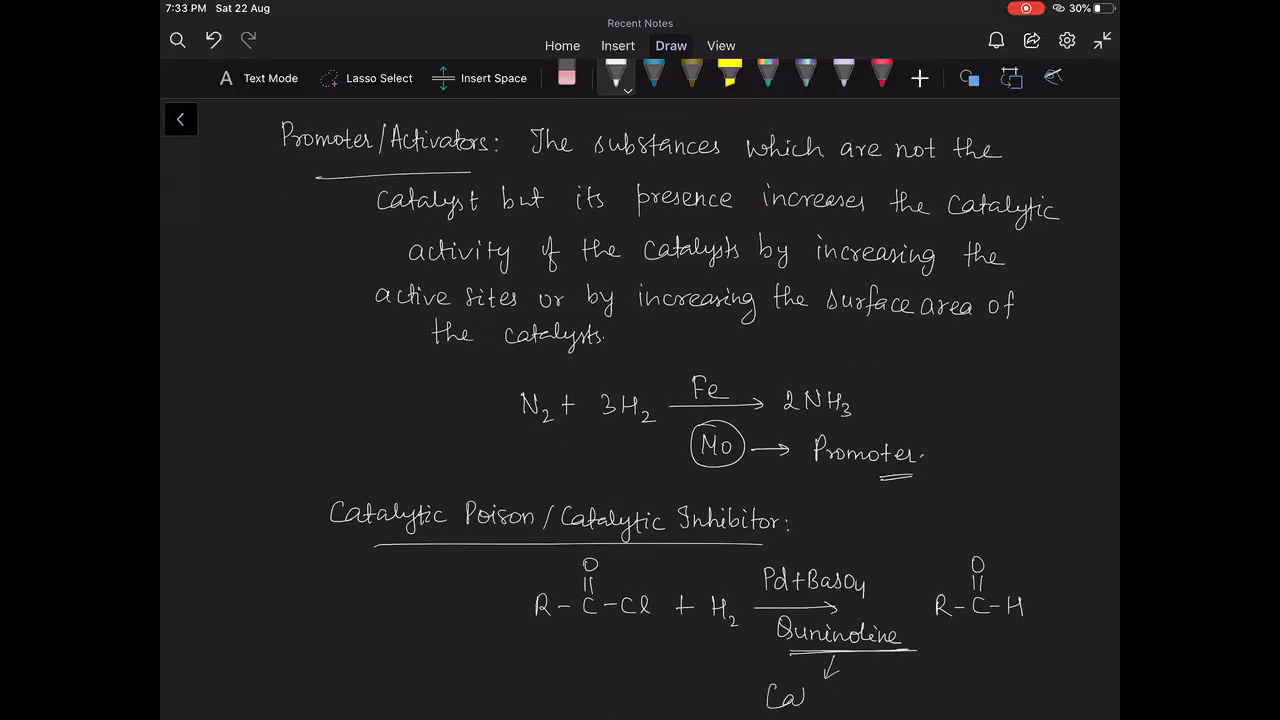 7:33 PM Sat 22 Aug 30%
Recent Notes
Home Insert Draw View
A Text Mode Lasso Select Insert Space
Promoter/Activators: The substances which are not the
catalyst but its presence increases the catalytic
activity of the catalysts by increasing the
active sites or by increasing the surface area of
the catalysts.
Fe
N2 + 3H2 → 2NH3
Mo → Promoter.
Catalytic Poison/Catalytic Inhibitor:
O O
|| Pd+BaSO4 ||
R-C-Cl + H2 → R-C-H
Quninoline
↓
Cal